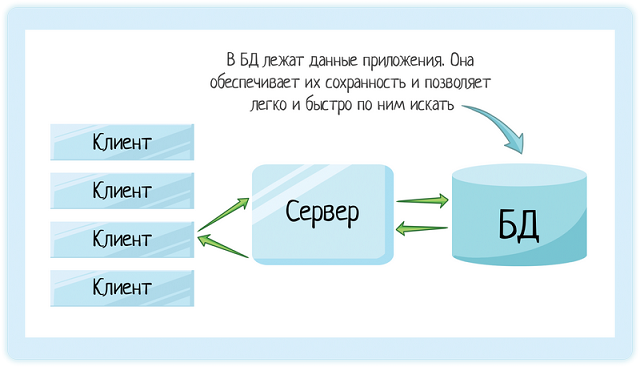 В БД лежат данные приложения. Она
обеспечивает их сохранность и позволяет
легко и быстро по ним искать
Клиент
Клиент
Клиент
Клиент
Сервер
БД